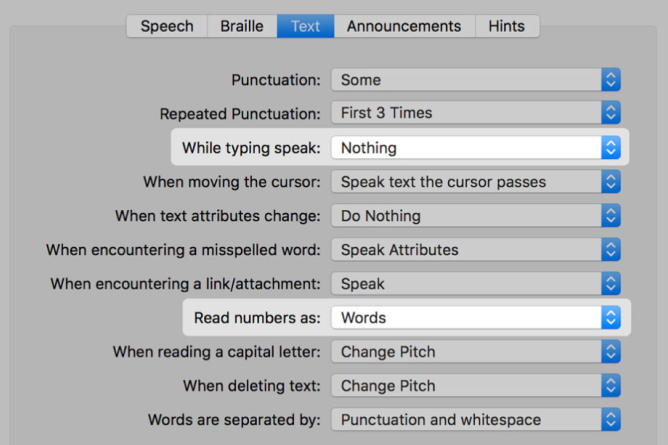 Speech Braille Text Announcements Hints
Punctuation: Some
Repeated Punctuation: First 3 Times
While typing speak: Nothing
When moving the cursor: Speak text the cursor passes
When text attributes change: Do Nothing
When encountering a misspelled word: Speak Attributes
When encountering a link/attachment: Speak
Read numbers as: Words
When reading a capital letter: Change Pitch
When deleting text: Change Pitch
Words are separated by: Punctuation and whitespace